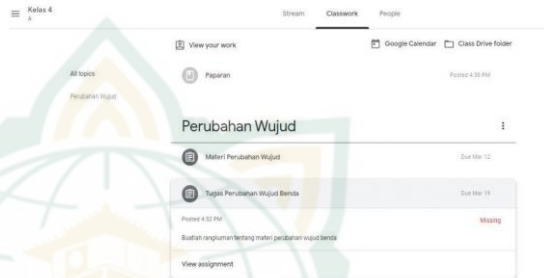 Kelas 4
A
Stream Classwork People
View your work Google Calendar Class Drive folder
All topics
Perubahan Wujud
Paparan Posted 4:35 PM
Perubahan Wujud
Materi Perubahan Wujud Due Mar 12
Tugas Perubahan Wujud Benda Due Mar 19
Posted 4:52 PM Missing
Buatlah rangkuman tentang materi perubahan wujud benda
View assignment